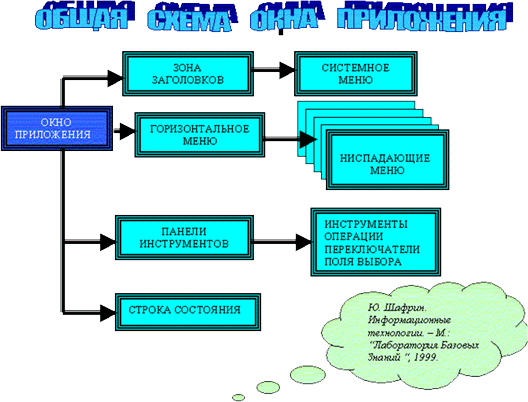 ОБЩАЯ СХЕМА ОКНА ПРИЛОЖЕНИЯ
ЗОНА
ЗАГОЛОВКОВ
СИСТЕМНОЕ
МЕНЮ
ОКНО
ПРИЛОЖЕНИЯ
ГОРИЗОНТАЛЬНОЕ
МЕНЮ
НИСПАДАЮЩИЕ
МЕНЮ
ПАНЕЛИ
ИНСТРУМЕНТОВ
ИНСТРУМЕНТЫ
ОПЕРАЦИИ
ПЕРЕКЛЮЧАТЕЛИ
ПОЛЯ ВЫБОРА
СТРОКА СОСТОЯНИЯ
Ю. Шафрин.
Информационные
технологии. – М.:
"Лаборатория Базовых
Знаний ", 1999.